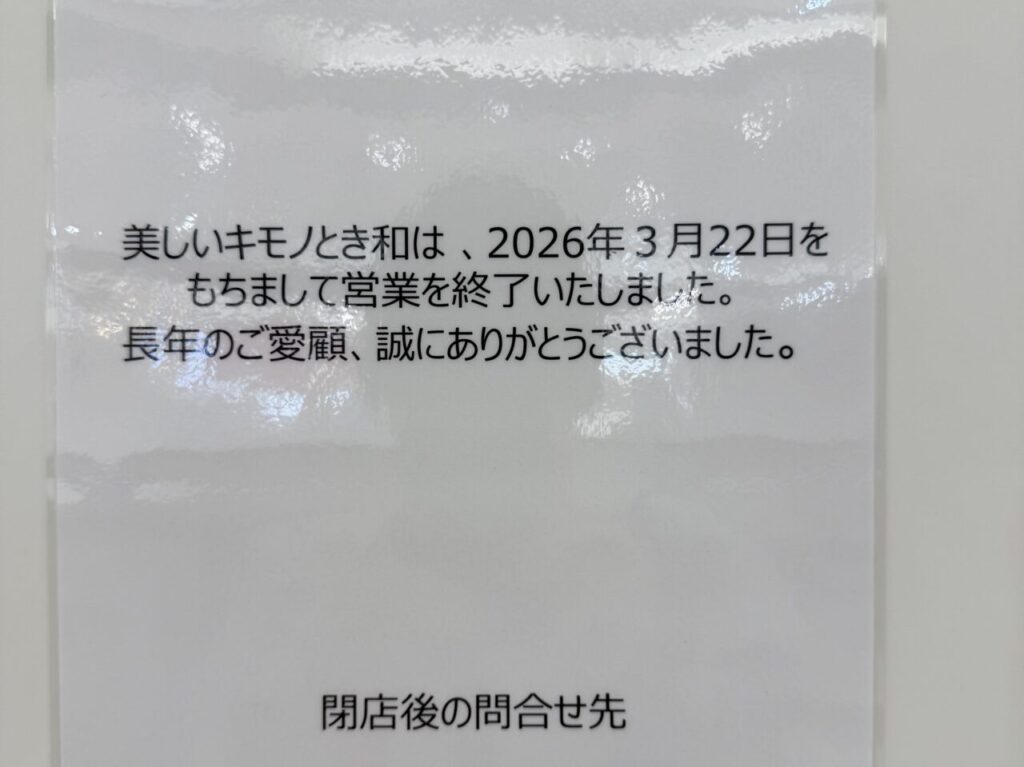 美しいキモノとき和は、2026年３月22日を
もちまして営業を終了いたしました。
長年のご愛顧、誠にありがとうございました。
閉店後の問合せ先